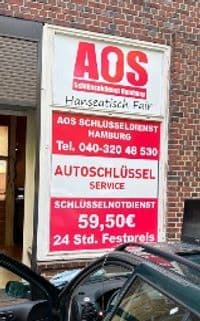 AOS
Schlüsseldienst Hamburg
Hanseatisch Fair
AOS SCHLÜSSELDIENST
HAMBURG
Tel. 040-320 48 530
AUTOSCHLÜSSEL
SERVICE
SCHLÜSSELNOTDIENST
59,50€
24 Std. Festpreis